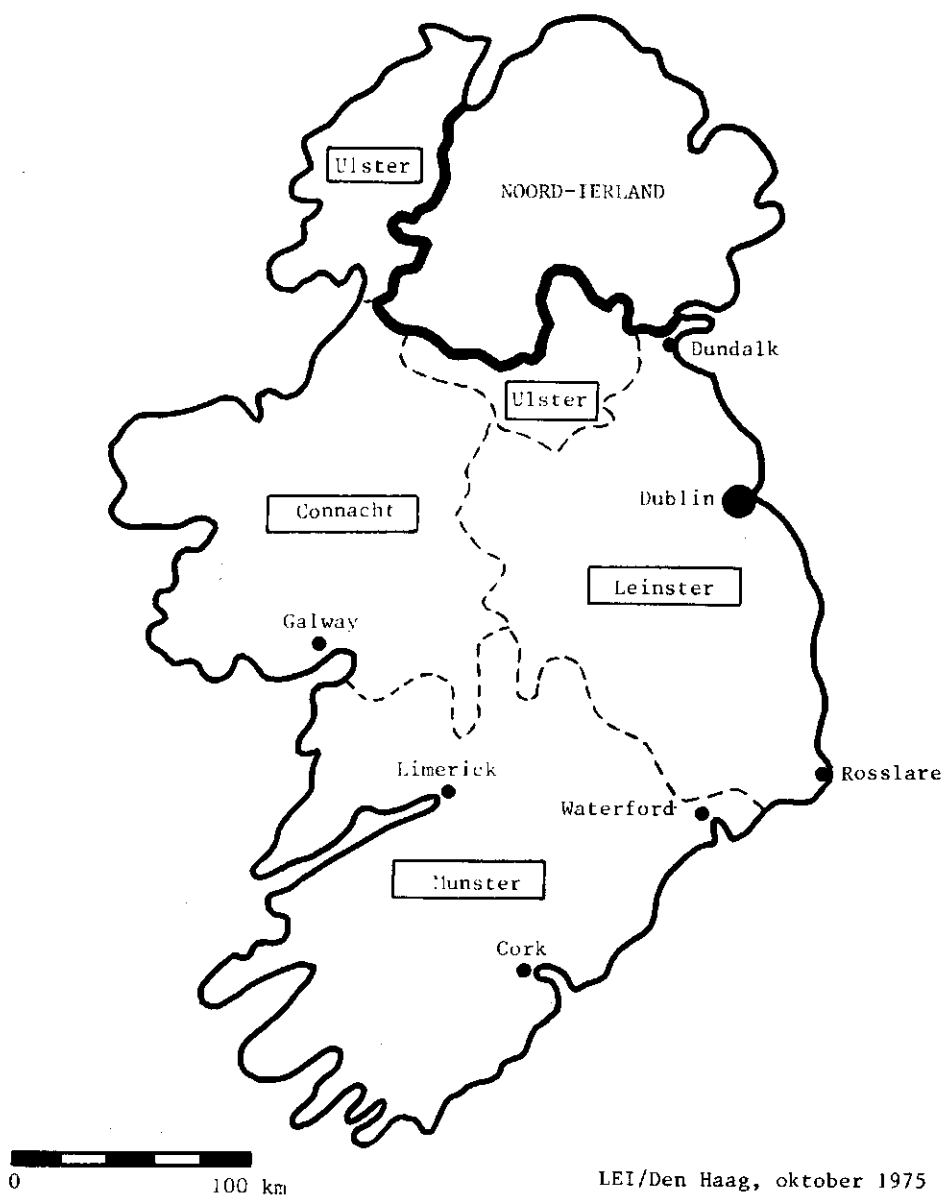 Ulster
NOORD-IERLAND
Dundalk
Ulster
Dublin
Connacht
Leinster
Galway
Limerick
Rosslare
Waterford
Munster
Cork
0 100 km
LEI/Den Haag, oktober 1975